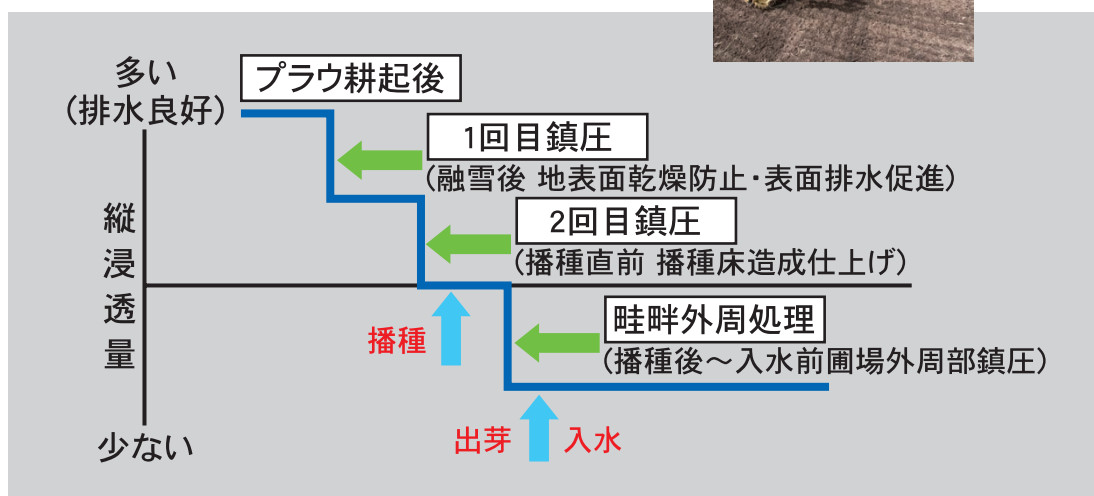 多い
（排水良好）
プラウ耕起後
1回目鎮圧
（融雪後 地表面乾燥防止・表面排水促進）
2回目鎮圧
（播種直前 播種床造成仕上げ）
縦浸透量
播種
畦畔外周処理
（播種後～入水前圃場外周部鎮圧）
少ない
出芽
入水